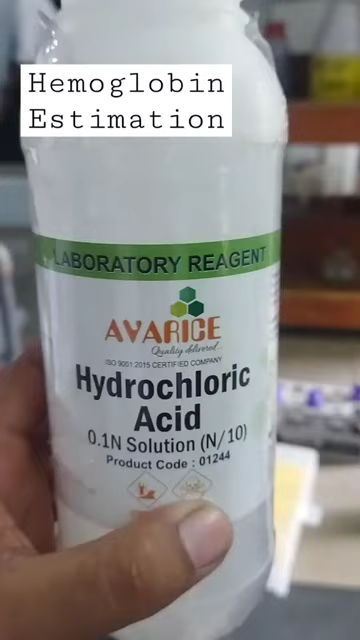 Hemoglobin
Estimation
LABORATORY REAGENT
AVARICE
Quality delivered...
ISO 9001:2015 CERTIFIED COMPANY
Hydrochloric
Acid
0.1N Solution (N/10)
Product Code : 01244